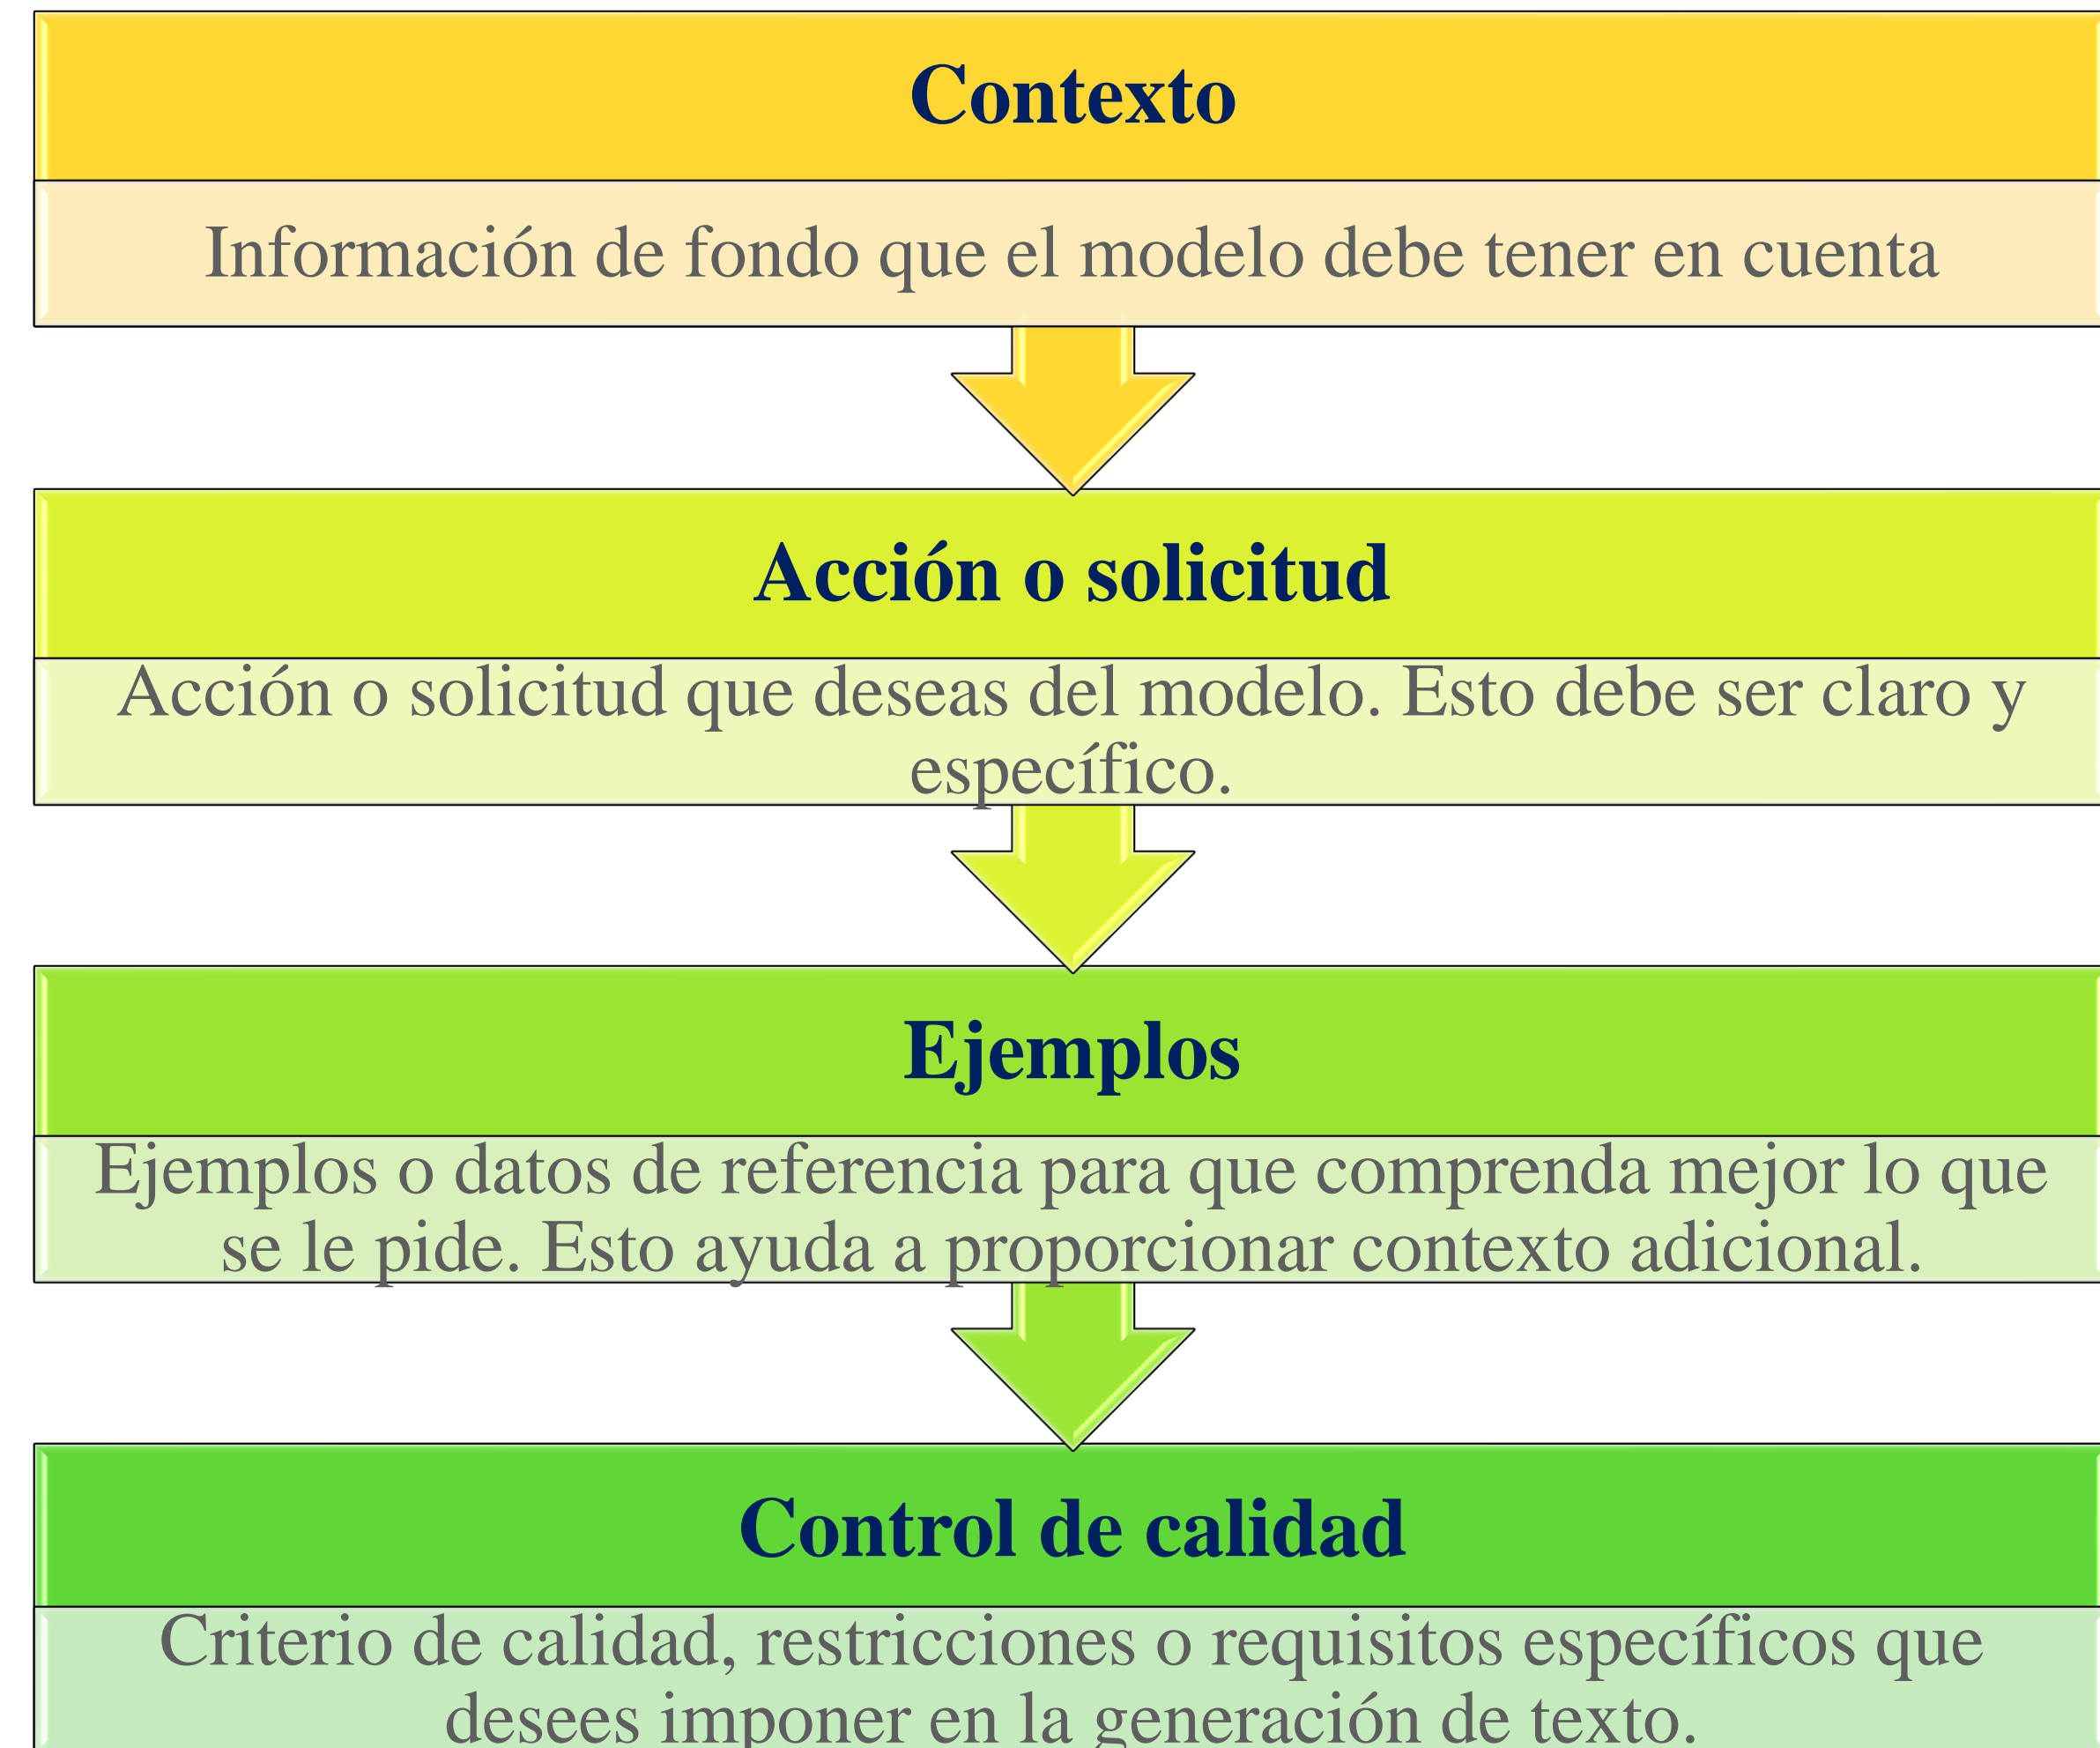 Contexto
Información de fondo que el modelo debe tener en cuenta
Acción o solicitud
Acción o solicitud que deseas del modelo. Esto debe ser claro y
específico.
Ejemplos
Ejemplos o datos de referencia para que comprenda mejor lo que
se le pide. Esto ayuda a proporcionar contexto adicional.
Control de calidad
Criterio de calidad, restricciones o requisitos específicos que
desees imponer en la generación de texto.